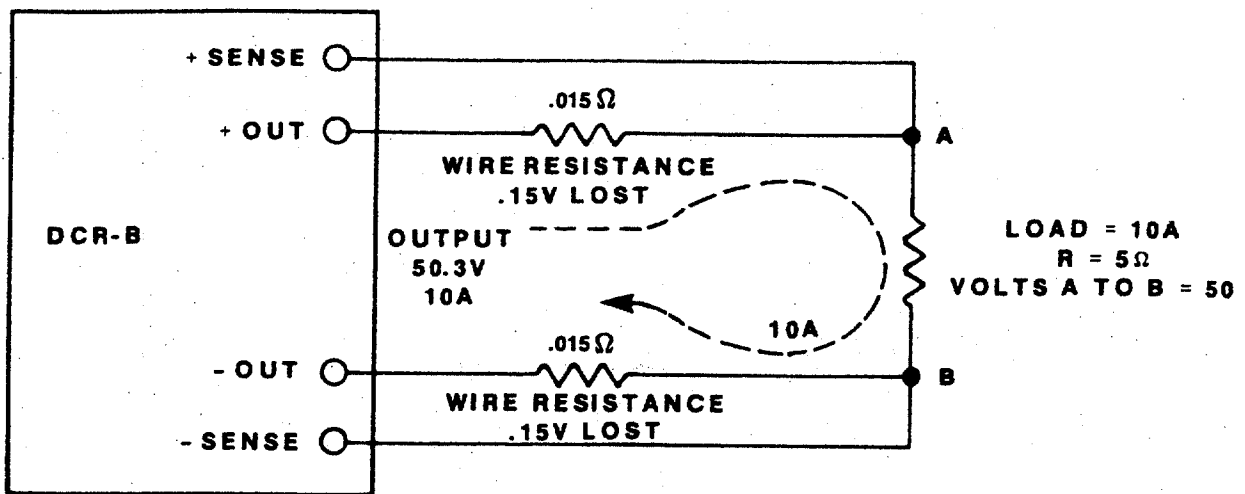 + SENSE
.015Ω
+ OUT
A
WIRE RESISTANCE
.15V LOST
DCR-B
OUTPUT
50.3V
10A
LOAD = 10A
R = 5Ω
VOLTS A TO B = 50
10A
.015Ω
- OUT
B
WIRE RESISTANCE
.15V LOST
- SENSE